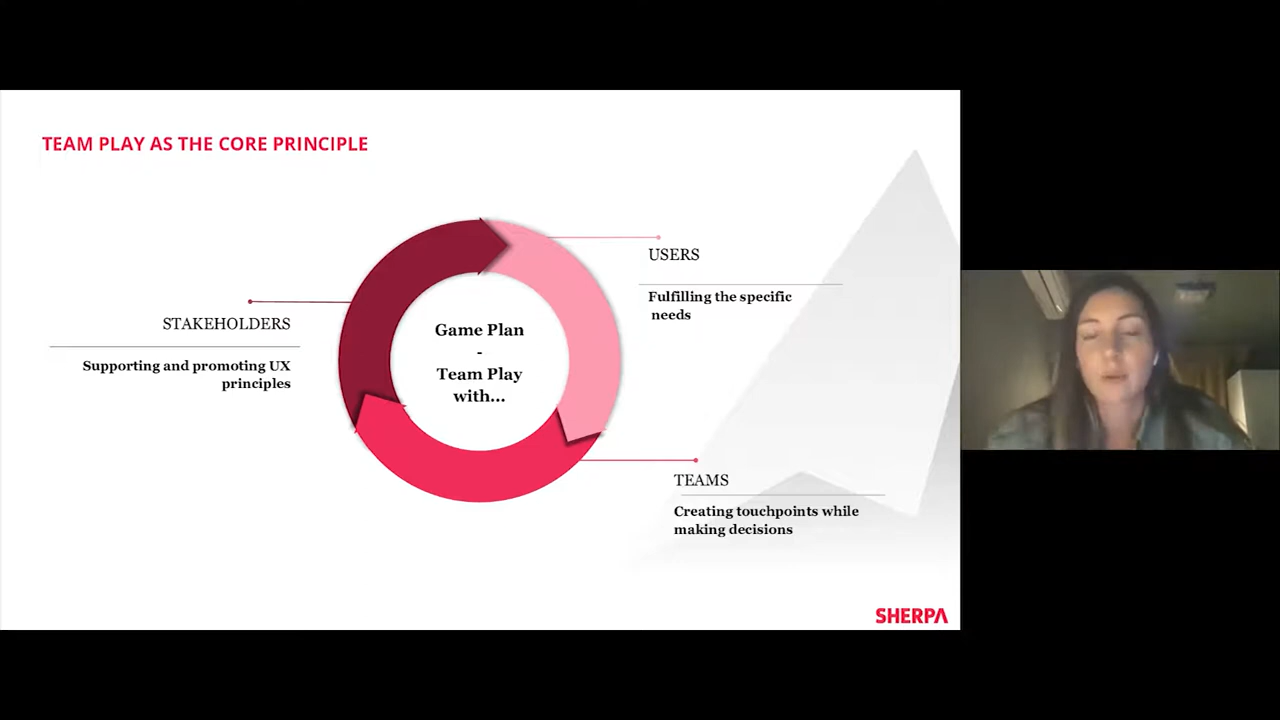 TEAM PLAY AS THE CORE PRINCIPLE
USERS
Fulfilling the specific
needs
STAKEHOLDERS
Supporting and promoting UX
principles
Game Plan
-
Team Play
with...
TEAMS
Creating touchpoints while
making decisions
SHERPA